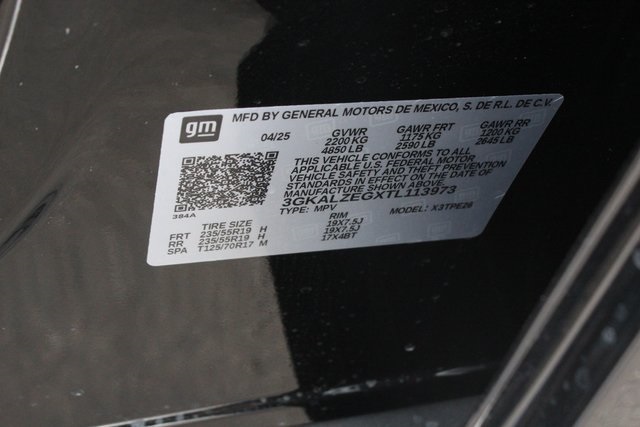 gm
MFD BY GENERAL MOTORS DE MEXICO, S. DE R.L. DE C.V.
04/25 GVWR GAWR FRT GAWR RR
2200 KG 1175 KG 1200 KG
4850 LB 2590 LB 2645 LB
THIS VEHICLE CONFORMS TO ALL
APPLICABLE U.S. FEDERAL MOTOR
VEHICLE SAFETY AND THEFT PREVENTION
STANDARDS IN EFFECT ON THE DATE OF
MANUFACTURE SHOWN ABOVE.
3GKALZEGXTL113973
384A
TYPE: MPV MODEL: X3TPE26
TIRE SIZE RIM
FRT 235/55R19 H 19X7.5J
RR 235/55R19 H 19X7.5J
SPA T125/70R17 M 17X4BT